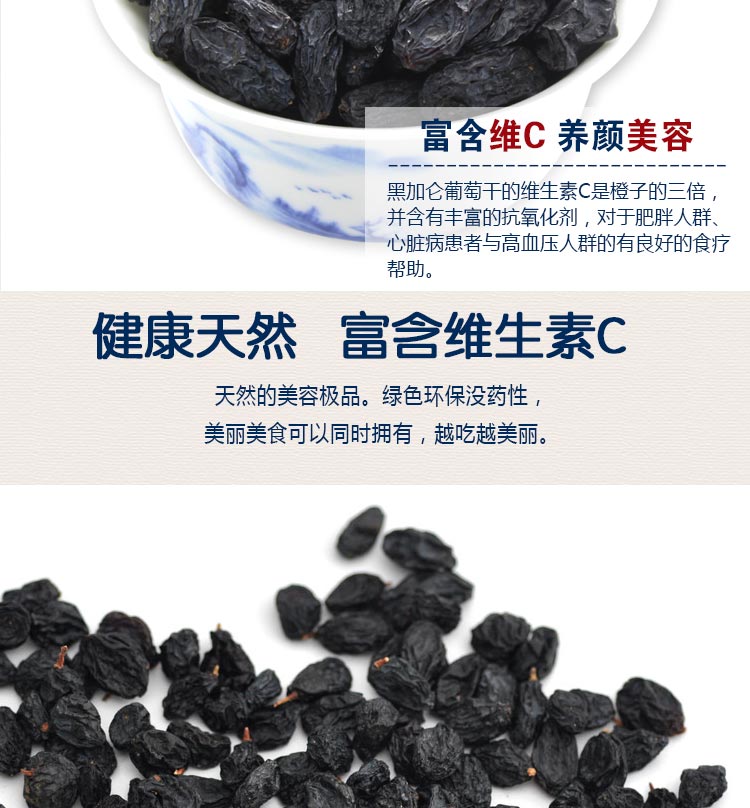 富含维C 养颜美容
黑加仑葡萄干的维生素C是橙子的三倍，
并含有丰富的抗氧化剂，对于肥胖人群、
心脏病患者与高血压人群的有良好的食疗
帮助。
健康天然 富含维生素C
天然的美容极品。绿色环保没药性，
美丽美食可以同时拥有，越吃越美丽。